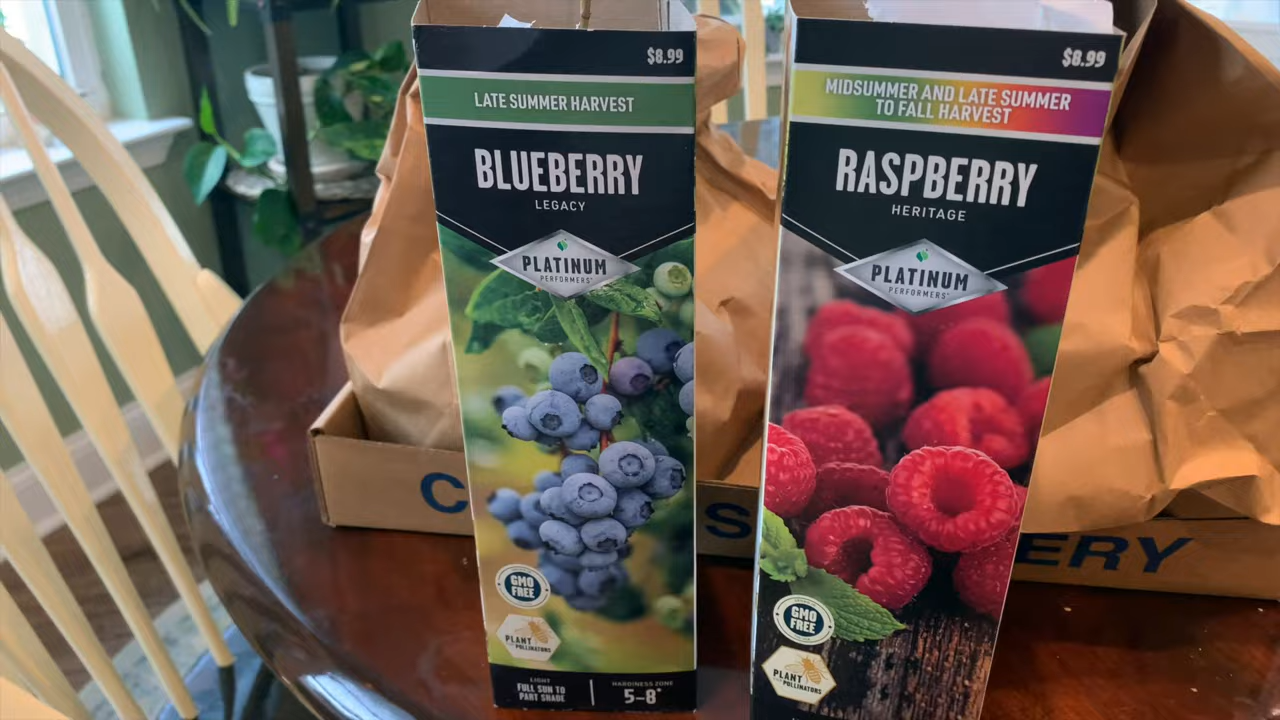 $8.99
LATE SUMMER HARVEST
BLUEBERRY
LEGACY
PLATINUM
PERFORMERS
GMO
FREE
PLANT
POLLINATORS
LIGHT
FULL SUN TO
PART SHADE
HARDINESS ZONE
5-8*
$8.99
MIDSUMMER AND LATE SUMMER
TO FALL HARVEST
RASPBERRY
HERITAGE
PLATINUM
PERFORMERS
GMO
FREE
PLANT
POLLINATORS
C
S
ERY